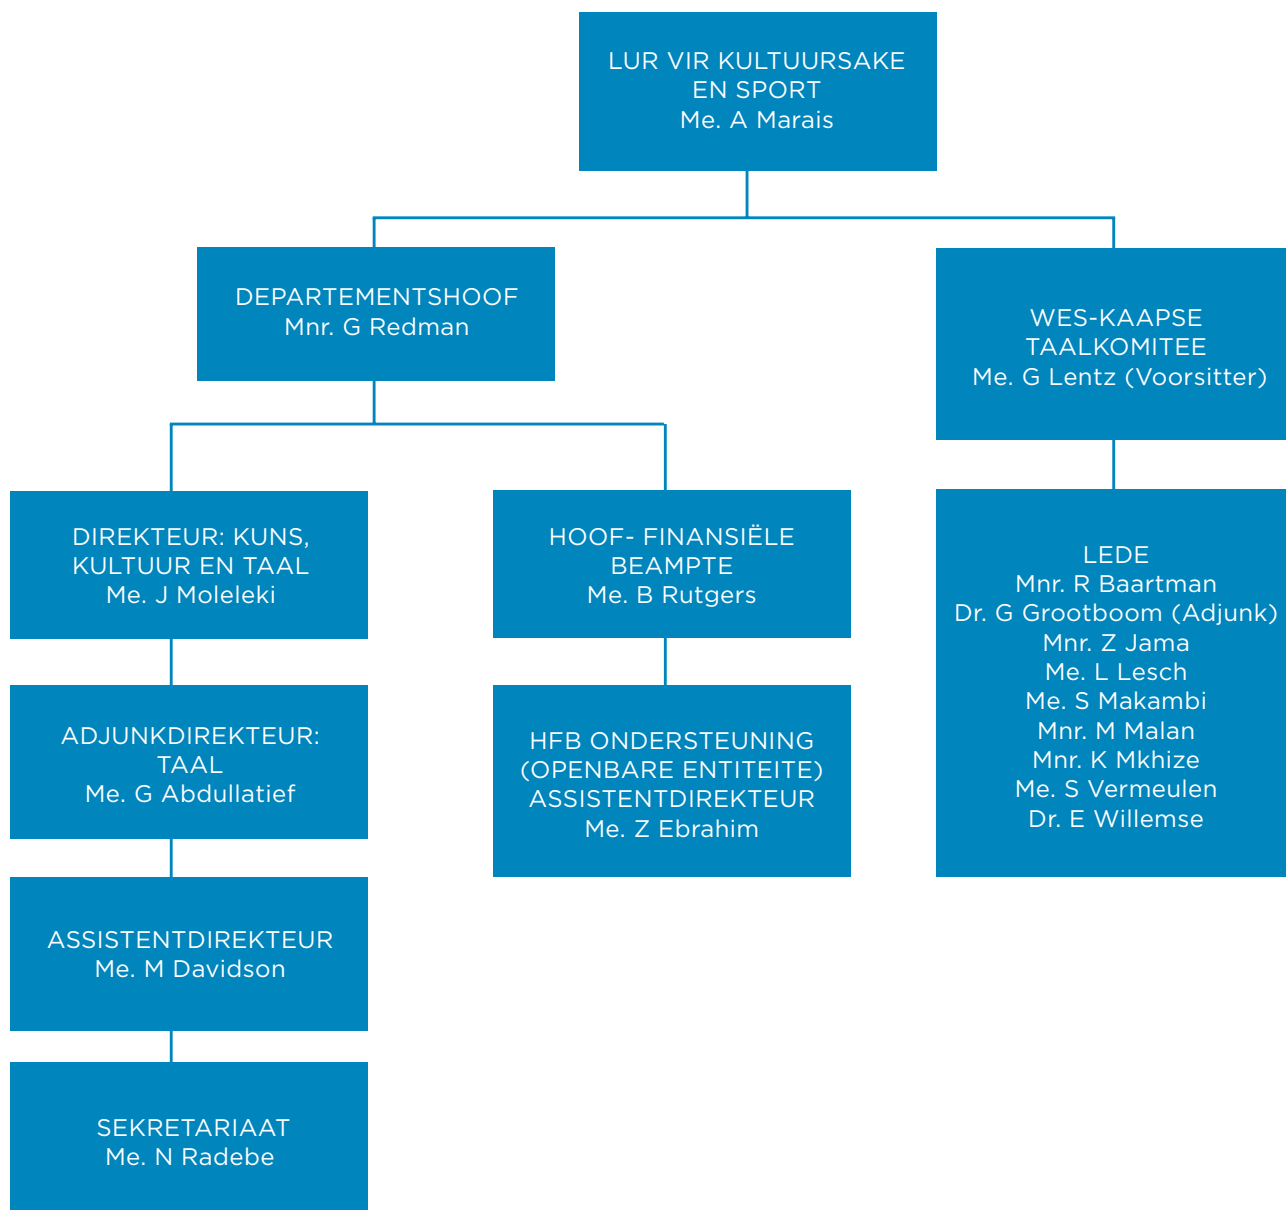 LUR VIR KULTUURSAKE
EN SPORT
Me. A Marais
DEPARTEMENTSHOOF
Mnr. G Redman
WES-KAAPSE
TAALKOMITEE
Me. G Lentz (Voorsitter)
DIREKTEUR: KUNS,
KULTUUR EN TAAL
Me. J Moleleki
HOOF- FINANSIËLE
BEAMPTE
Me. B Rutgers
LEDE
Mnr. R Baartman
Dr. G Grootboom (Adjunk)
Mnr. Z Jama
Me. L Lesch
Me. S Makambi
Mnr. M Malan
Mnr. K Mkhize
Me. S Vermeulen
Dr. E Willemse
ADJUNKDIREKTEUR:
TAAL
Me. G Abdullatief
HFB ONDERSTEUNING
(OPENBARE ENTITEITE)
ASSISTENTDIREKTEUR
Me. Z Ebrahim
ASSISTENTDIREKTEUR
Me. M Davidson
SEKRETARIAAT
Me. N Radebe